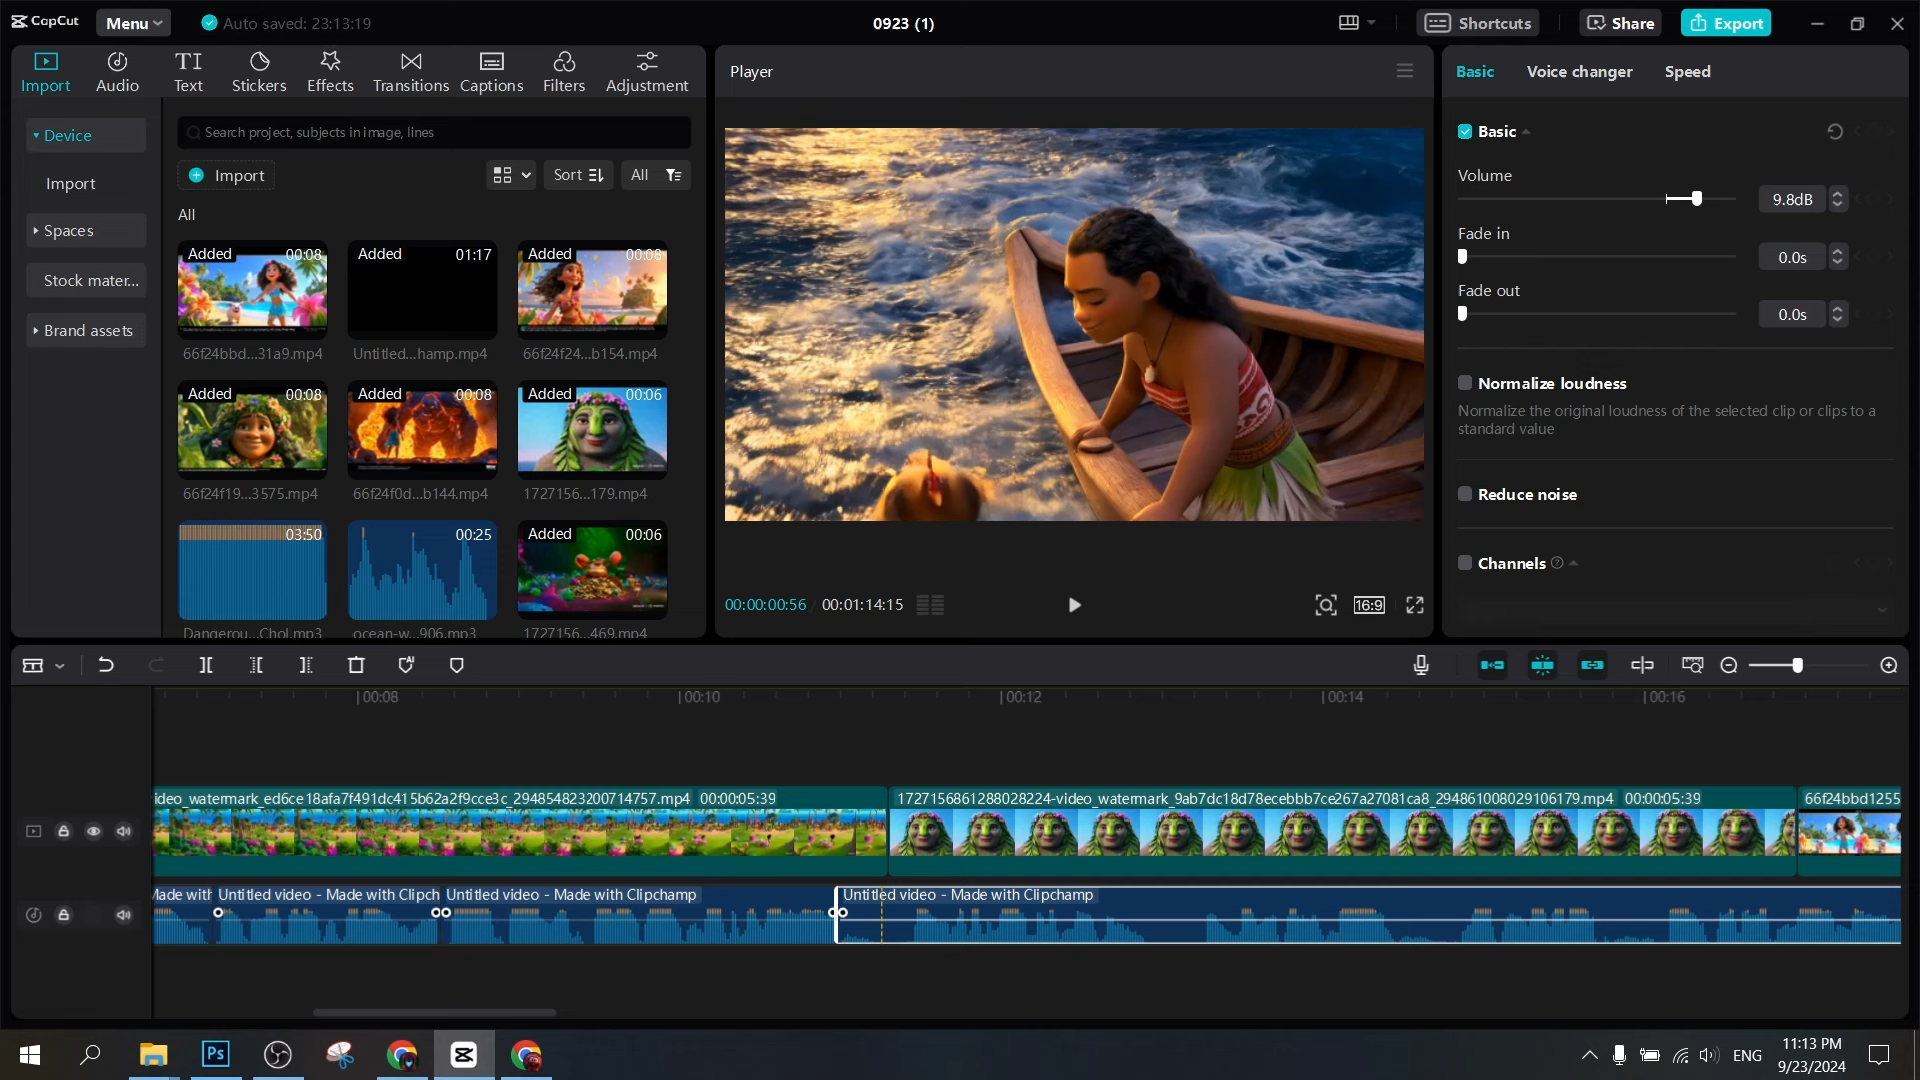 CapCut
Menu
Auto saved: 23:13:19
0923 (1)
Shortcuts
Share
Export
Import
Audio
Text
Stickers
Effects
Transitions
Captions
Filters
Adjustment
Device
Import
Spaces
Stock mater...
Brand assets
Search project, subjects in image, lines
Import
Sort
All
All
Added 00:08
66f24bbd...31a9.mp4
Added 01:17
Untitled...hamp.mp4
Added 00:08
66f24f24...b154.mp4
Added 00:08
66f24f19...3575.mp4
Added 00:08
66f24f0d...b144.mp4
Added 00:06
1727156...179.mp4
03:50
Dangerou...Chol.mp3
00:25
ocean-w...906.mp3
Added 00:06
1727156...469.mp4
Player
00:00:00:56 / 00:01:14:15
16:9
Basic
Voice changer
Speed
Basic
Volume
9.8dB
Fade in
0.0s
Fade out
0.0s
Normalize loudness
Normalize the original loudness of the selected clip or clips to a
standard value
Reduce noise
Channels
AI
00:08
00:10
00:12
00:14
00:16
ideo_watermark_ed6ce18afa7f491dc415b62a2f9cce3c_294854823200714757.mp4 00:00:05:39
1727156861288028224-video_watermark_9ab7dc18d78ecebbb7ce267a27081ca8_294861008029106179.mp4 00:00:05:39
66f24bbd1255
Made with
Untitled video - Made with Clipch
Untitled video - Made with Clipchamp
Untitled video - Made with Clipchamp
Ps
ENG
11:13 PM
9/23/2024